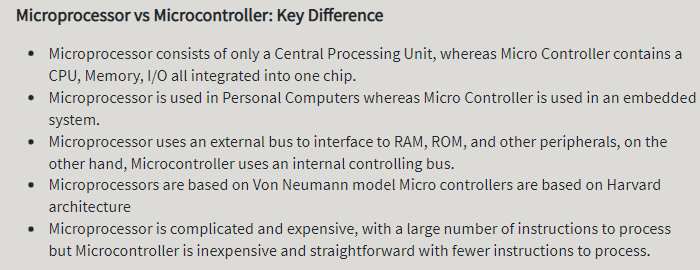 Microprocessor vs Microcontroller: Key Difference
• Microprocessor consists of only a Central Processing Unit, whereas Micro Controller contains a
CPU, Memory, I/O all integrated into one chip.
• Microprocessor is used in Personal Computers whereas Micro Controller is used in an embedded
system.
• Microprocessor uses an external bus to interface to RAM, ROM, and other peripherals, on the
other hand, Microcontroller uses an internal controlling bus.
• Microprocessors are based on Von Neumann model Micro controllers are based on Harvard
architecture
• Microprocessor is complicated and expensive, with a large number of instructions to process
but Microcontroller is inexpensive and straightforward with fewer instructions to process.